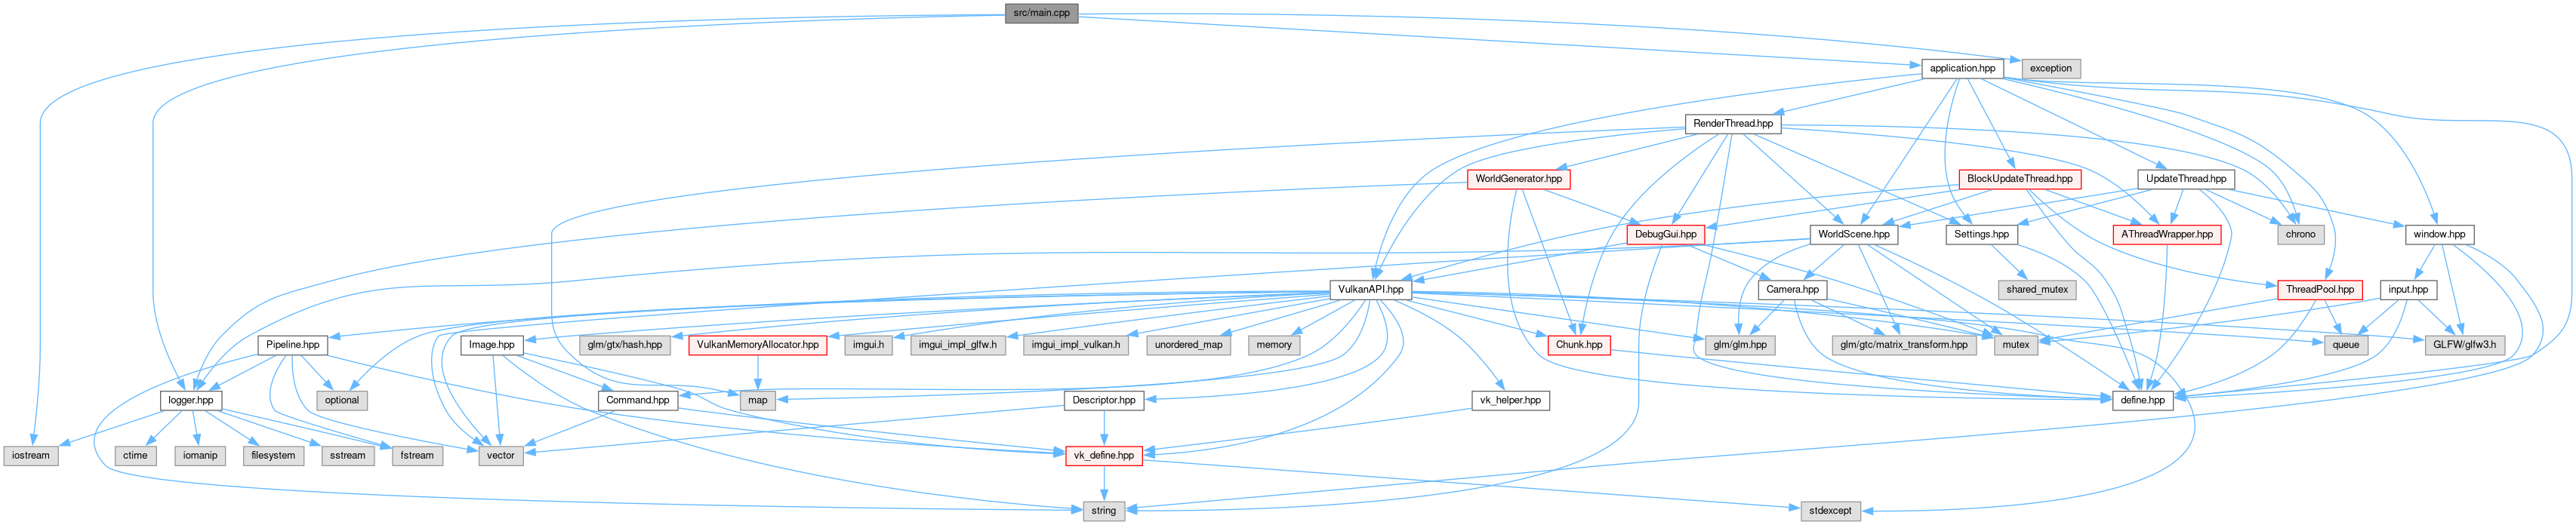 src/main.cpp
application.hpp
exception
RenderThread.hpp
WorldGenerator.hpp
BlockUpdateThread.hpp
UpdateThread.hpp
DebugGui.hpp
WorldScene.hpp
Settings.hpp
AThreadWrapper.hpp
chrono
window.hpp
VulkanAPI.hpp
Camera.hpp
shared_mutex
ThreadPool.hpp
input.hpp
Pipeline.hpp
Image.hpp
glm/gtx/hash.hpp
VulkanMemoryAllocator.hpp
imgui.h
imgui_impl_glfw.h
imgui_impl_vulkan.h
unordered_map
memory
Chunk.hpp
glm/glm.hpp
glm/gtc/matrix_transform.hpp
mutex
queue
GLFW/glfw3.h
logger.hpp
optional
Command.hpp
map
Descriptor.hpp
vk_helper.hpp
define.hpp
iostream
ctime
iomanip
filesystem
sstream
fstream
vector
vk_define.hpp
string
stdexcept